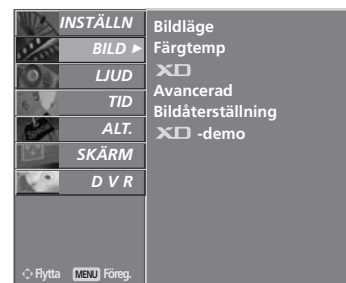 INSTÄLLN
BILD ►
LJUD
TID
ALT.
SKÄRM
D V R
Flytta MENU Föreg.
Bildläge
Färgtemp
XD
Avancerad
Bildåterställning
XD -demo